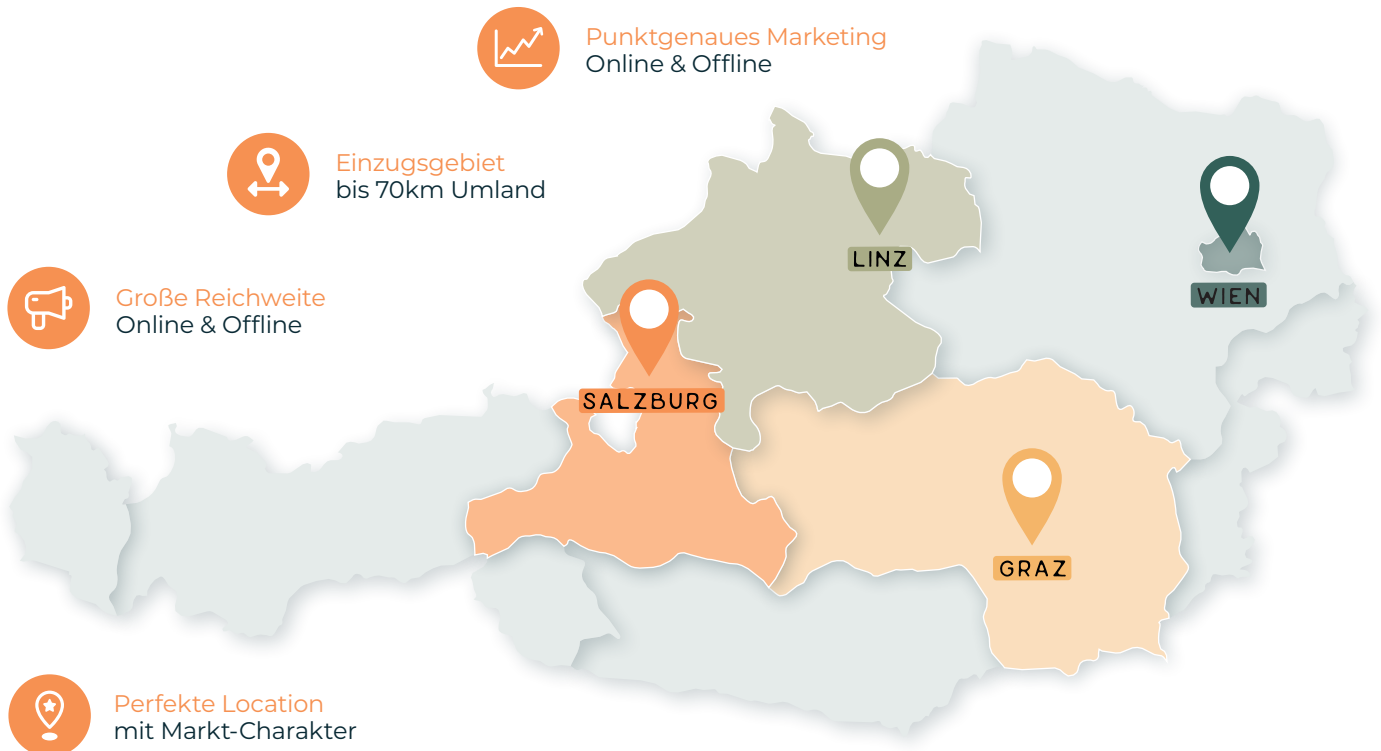 Punktgenaues Marketing
Online & Offline
Einzugsgebiet
bis 70km Umland
LINZ
WIEN
Große Reichweite
Online & Offline
SALZBURG
GRAZ
Perfekte Location
mit Markt-Charakter